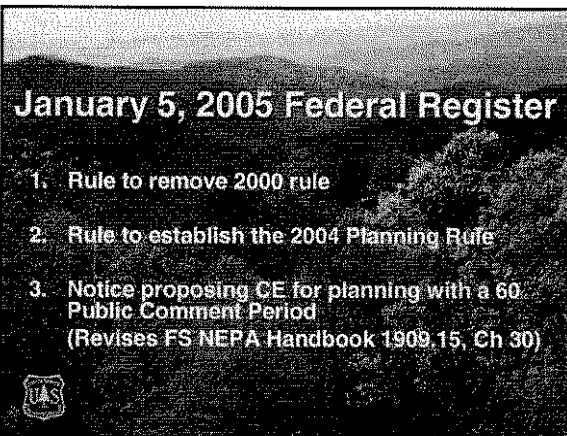 January 5, 2005 Federal Register
1. Rule to remove 2000 rule
2. Rule to establish the 2004 Planning Rule
3. Notice proposing CE for planning with a 60
Public Comment Period
(Revises FS NEPA Handbook 1909.15, Ch 30)
U S